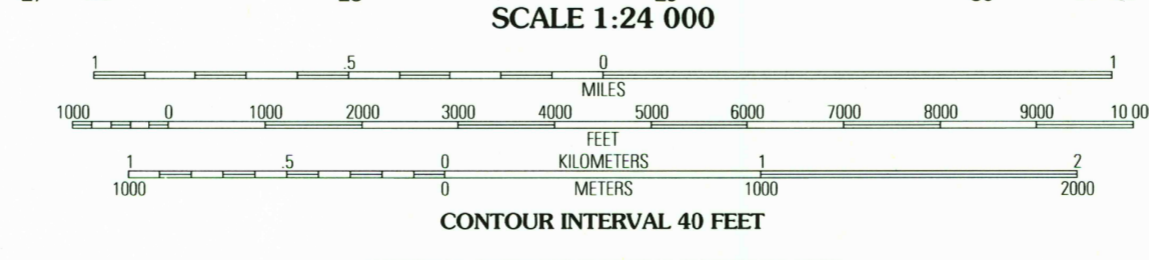 SCALE 1:24 000
1 .5 0 1
MILES
1000 0 1000 2000 3000 4000 5000 6000 7000 8000 9000 10 00
FEET
1 .5 0 KILOMETERS 1 2
1000 0 METERS 1000 2000
CONTOUR INTERVAL 40 FEET